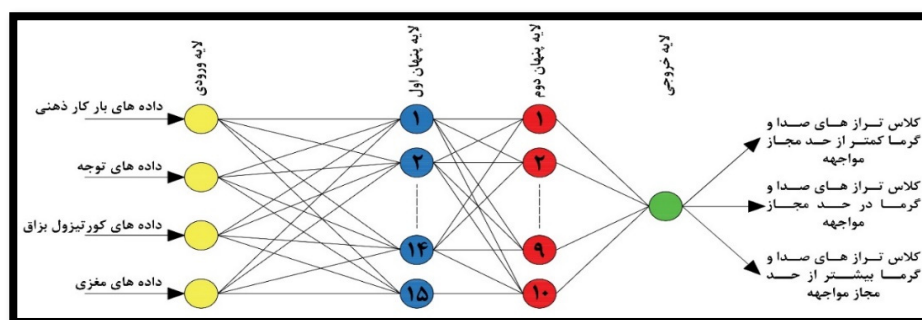 لایه ورودی
لایه پنهان اول
لایه پنهان دوم
لایه خروجی
داده های بار کار ذهنی
داده های توجه
داده های کورتیزول بزاق
داده های مغزی
۱
۲
۱۴
۱۵
۱
۲
۹
۱۰
کلاس تراز های صدا و
گرما کمتر از حد مجاز
مواجهه
کلاس تراز های صدا و
گرما در حد مجاز
مواجهه
کلاس تراز های صدا و
گرما بیشتر از حد
مجاز مواجهه